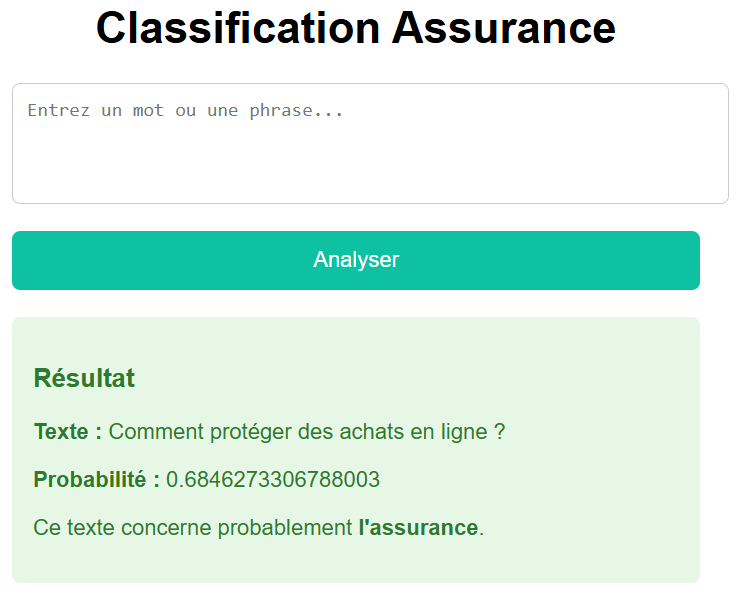 Classification Assurance
Entrez un mot ou une phrase...
Analyser
Résultat
Texte : Comment protéger des achats en ligne ?
Probabilité : 0.6846273306788003
Ce texte concerne probablement l'assurance.